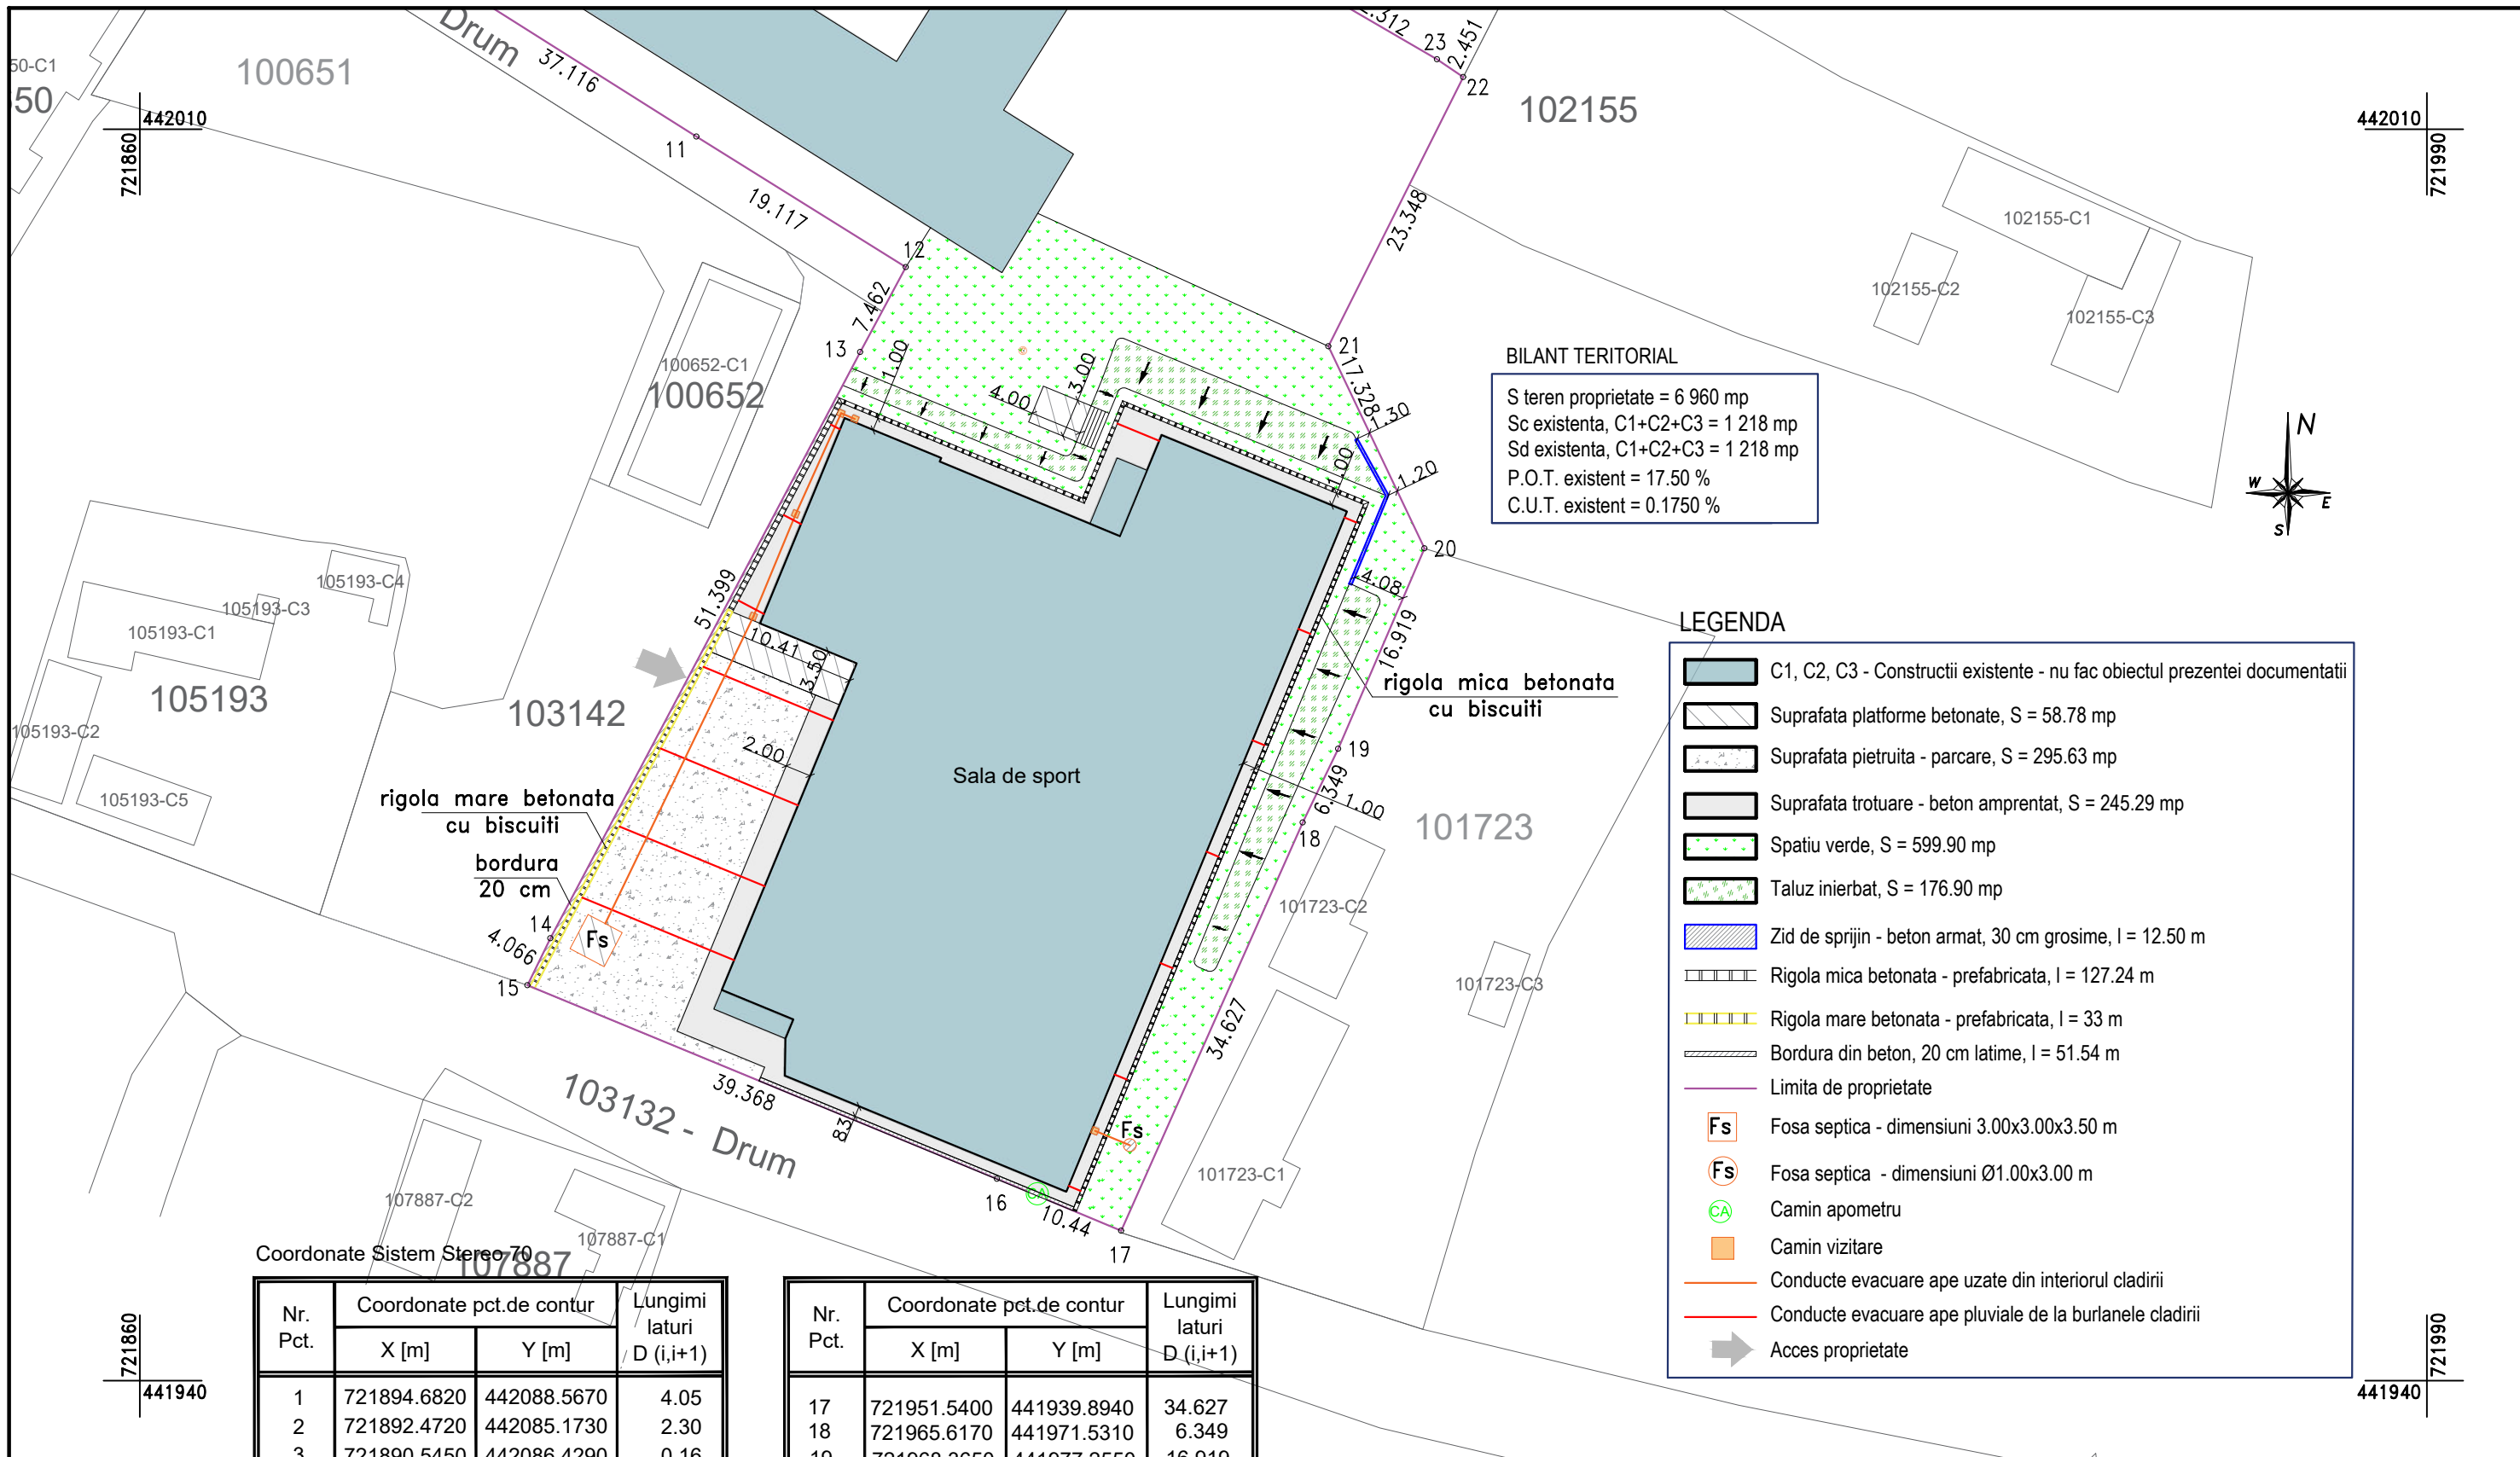 Drum
37.116
2.312
23
2.451
22
50-C1
100651
102155
442010
721860
442010
721990
11
19.117
12
23.348
102155-C1
102155-C2
102155-C3
7.462
13
1.00
4.00
3.00
21
17.328
1.30
1.20
1.00
100652-C1
100652
BILANT TERITORIAL
S teren proprietate = 6 960 mp
Sc existenta, C1+C2+C3 = 1 218 mp
Sd existenta, C1+C2+C3 = 1 218 mp
P.O.T. existent = 17.50 %
C.U.T. existent = 0.1750 %
N
W
E
S
20
4.08
16.919
105193-C4
105193-C3
105193-C1
105193
105193-C2
105193-C5
51.399
10.41
3.50
103142
2.00
Sala de sport
rigola mica betonata
cu biscuiti
19
6.349
1.00
18
101723
rigola mare betonata
cu biscuiti
bordura
20 cm
14
4.066
15
Fs
101723-C2
101723-C3
34.627
101723-C1
103132 - Drum
39.368
83
Fs
16
CA
10.44
17
107887-C2
107887-C1
107887
LEGENDA
C1, C2, C3 - Constructii existente - nu fac obiectul prezentei documentatii
Suprafata platforme betonate, S = 58.78 mp
Suprafata pietruita - parcare, S = 295.63 mp
Suprafata trotuare - beton amprentat, S = 245.29 mp
Spatiu verde, S = 599.90 mp
Taluz inierbat, S = 176.90 mp
Zid de sprijin - beton armat, 30 cm grosime, l = 12.50 m
Rigola mica betonata - prefabricata, l = 127.24 m
Rigola mare betonata - prefabricata, l = 33 m
Bordura din beton, 20 cm latime, l = 51.54 m
Limita de proprietate
Fs Fosa septica - dimensiuni 3.00x3.00x3.50 m
Fs Fosa septica - dimensiuni Ø1.00x3.00 m
CA Camin apometru
Camin vizitare
Conducte evacuare ape uzate din interiorul cladirii
Conducte evacuare ape pluviale de la burlanele cladirii
Acces proprietate
721860
441940
721990
441940
Coordonate Sistem Stereo 70
Nr. Pct. Coordonate pct.de contur Lungimi laturi D (i,i+1)
X [m] Y [m]
1 721894.6820 442088.5670 4.05
2 721892.4720 442085.1730 2.30
3 721890.5450 442086.4290 0.16
Nr. Pct. Coordonate pct.de contur Lungimi laturi D (i,i+1)
X [m] Y [m]
17 721951.5400 441939.8940 34.627
18 721965.6170 441971.5310 6.349